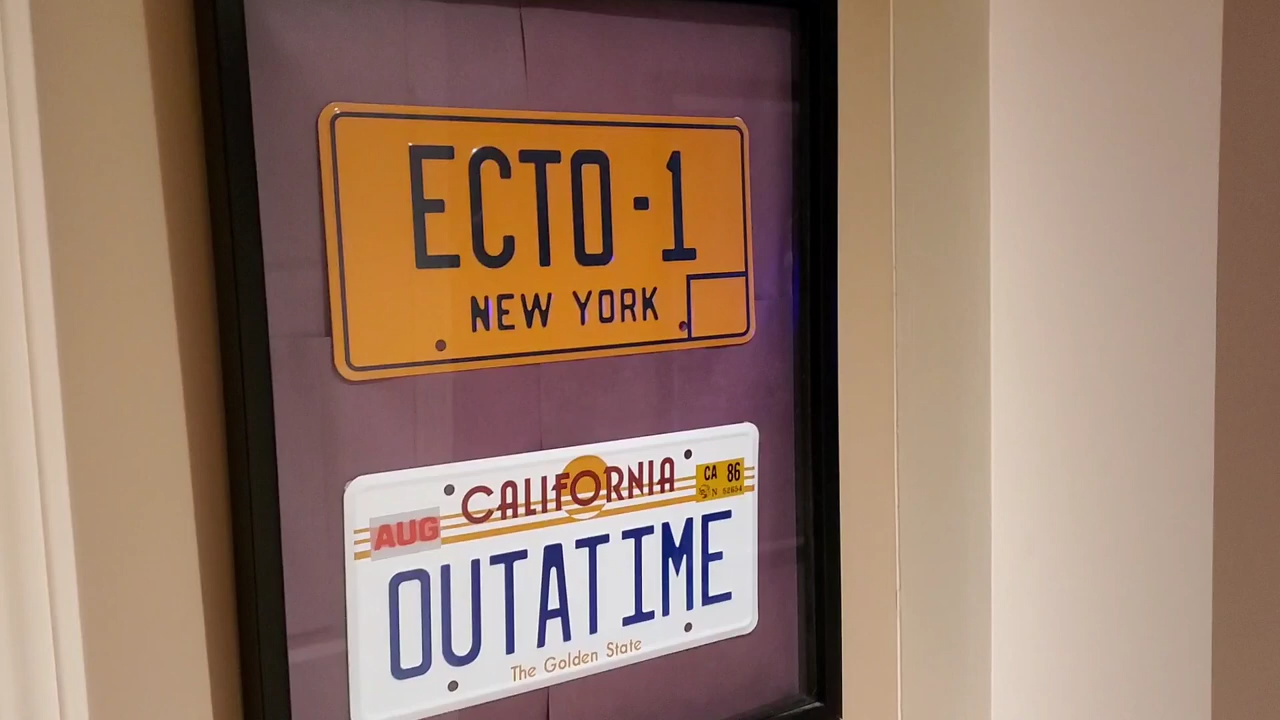 ECTO-1
NEW YORK
CALIFORNIA
CA 86
AUG
OUTATIME
The Golden State